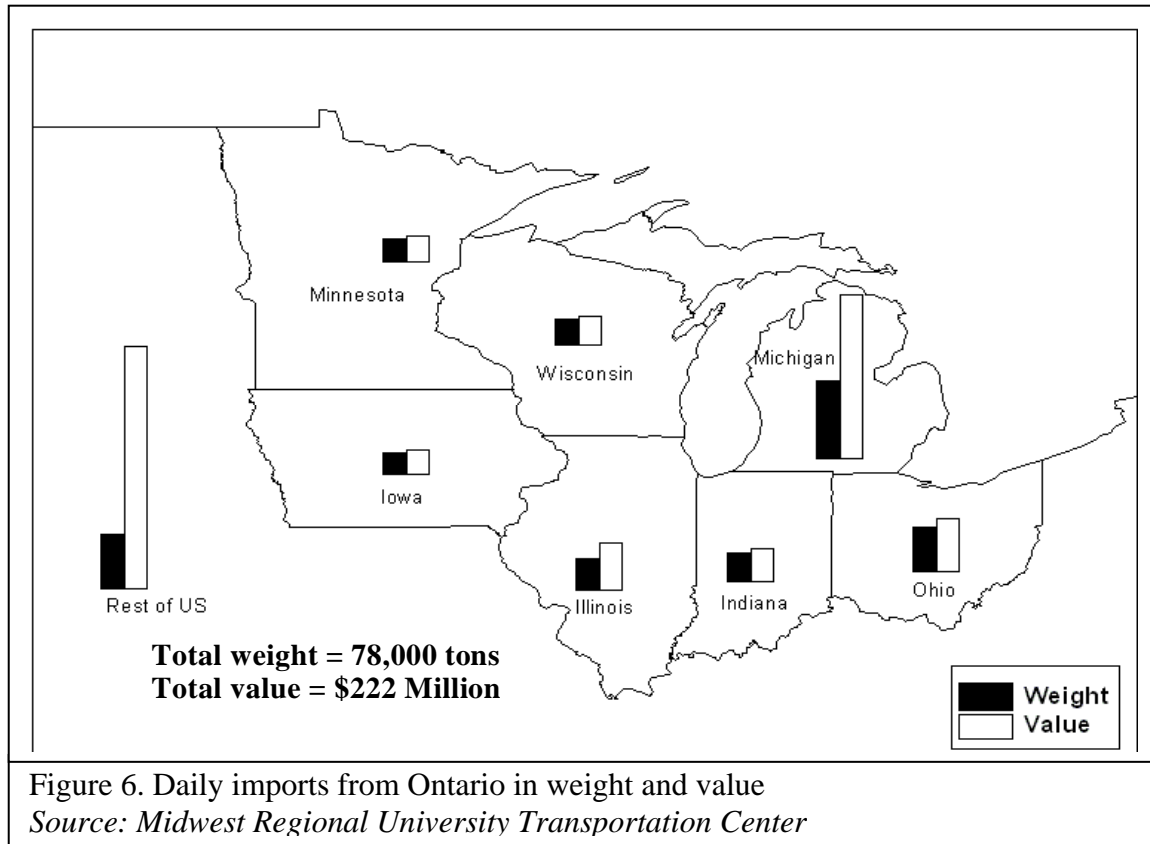 Minnesota
Wisconsin
Michigan
Iowa
Rest of US
Illinois
Indiana
Ohio
Total weight = 78,000 tons
Total value = $222 Million
Weight
Value
Figure 6. Daily imports from Ontario in weight and value
Source: Midwest Regional University Transportation Center